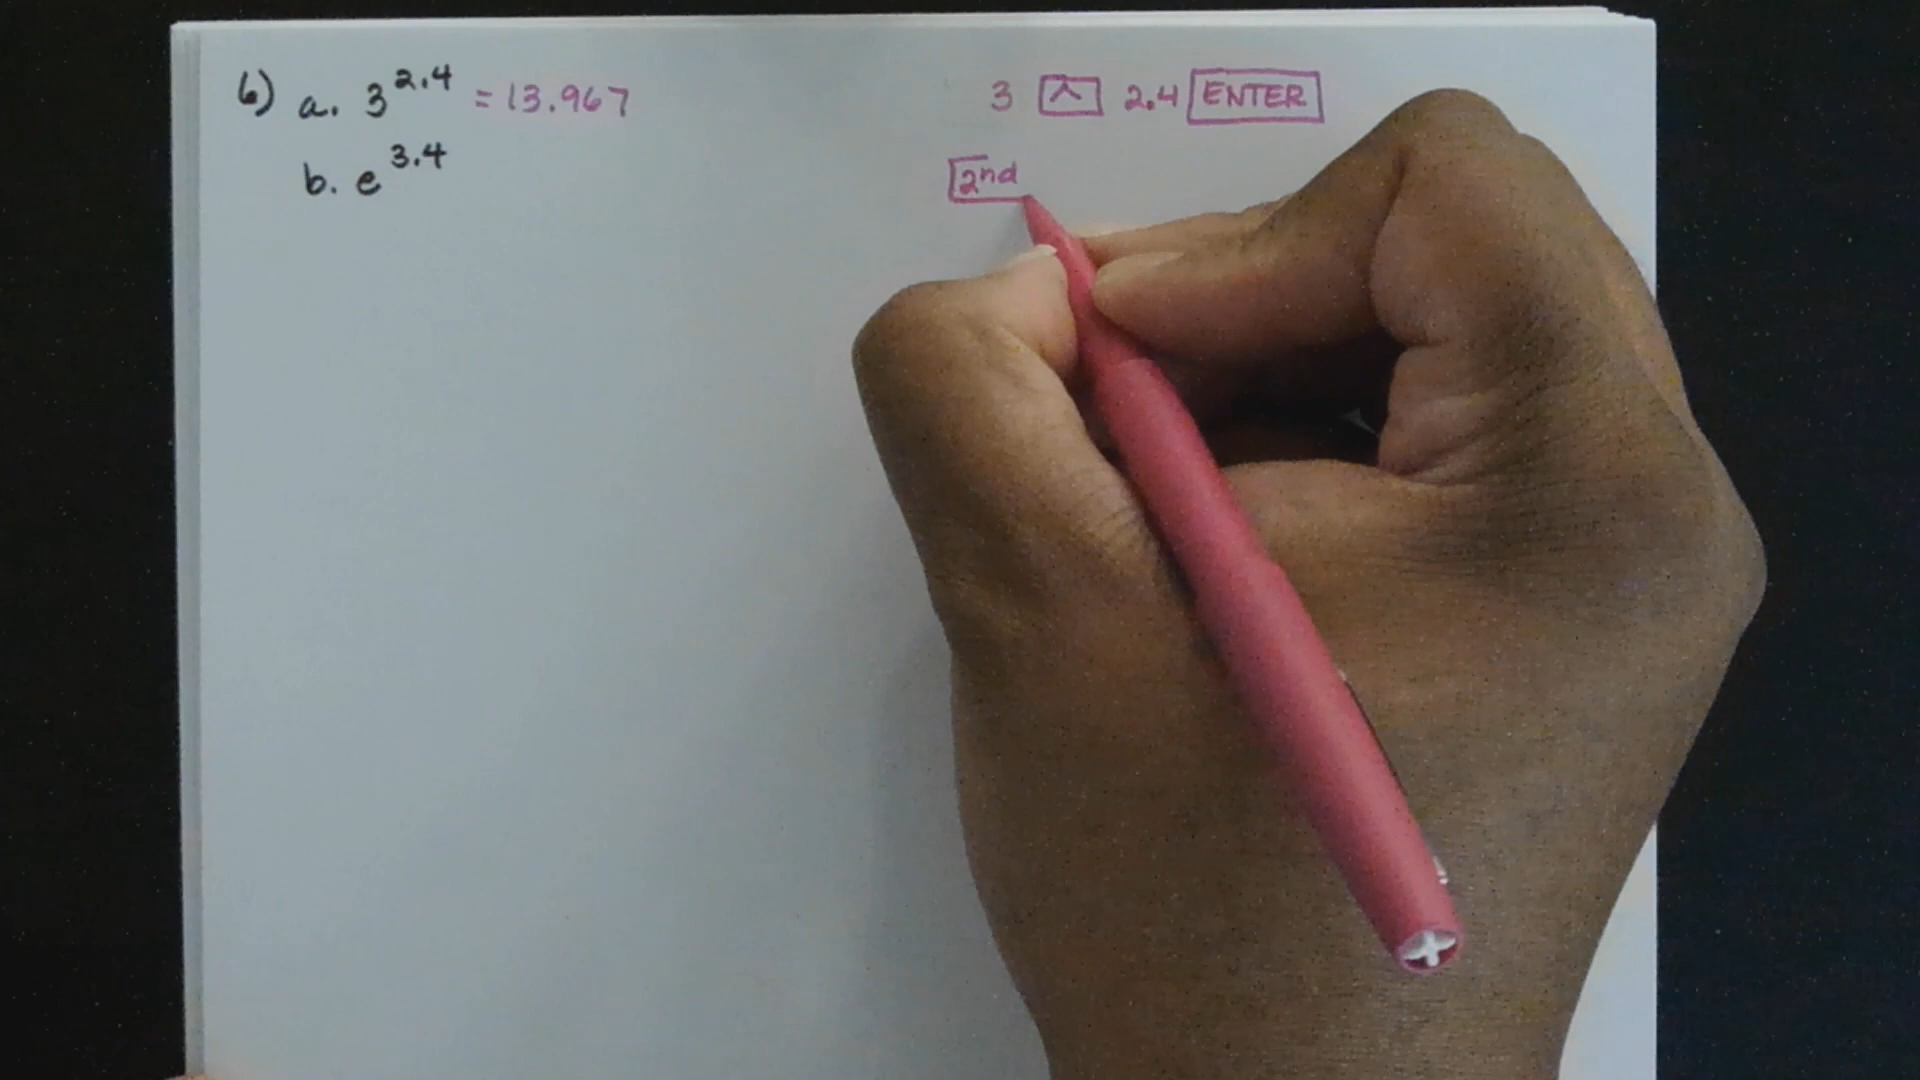 6) a. 3^2.4 = 13.967 3 ^ 2.4 ENTER
b. e^3.4 2nd